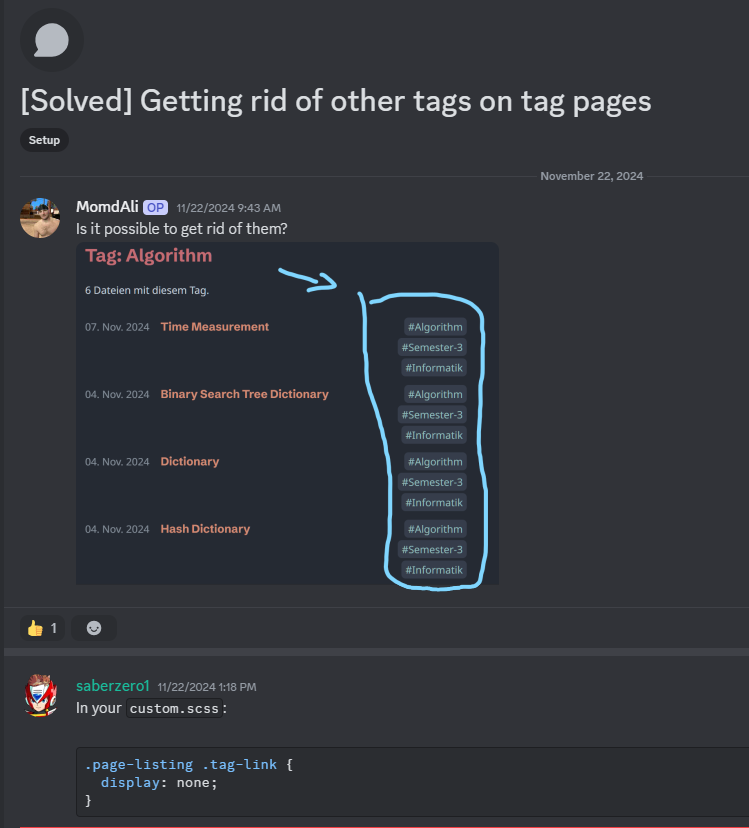 [Solved] Getting rid of other tags on tag pages
Setup
November 22, 2024
MomdAli OP 11/22/2024 9:43 AM
Is it possible to get rid of them?
Tag: Algorithm
6 Dateien mit diesem Tag.
07. Nov. 2024 Time Measurement #Algorithm
#Semester-3
#Informatik
04. Nov. 2024 Binary Search Tree Dictionary #Algorithm
#Semester-3
#Informatik
04. Nov. 2024 Dictionary #Algorithm
#Semester-3
#Informatik
04. Nov. 2024 Hash Dictionary #Algorithm
#Semester-3
#Informatik
1
saberzero1 11/22/2024 1:18 PM
In your custom.scss:
.page-listing .tag-link {
display: none;
}